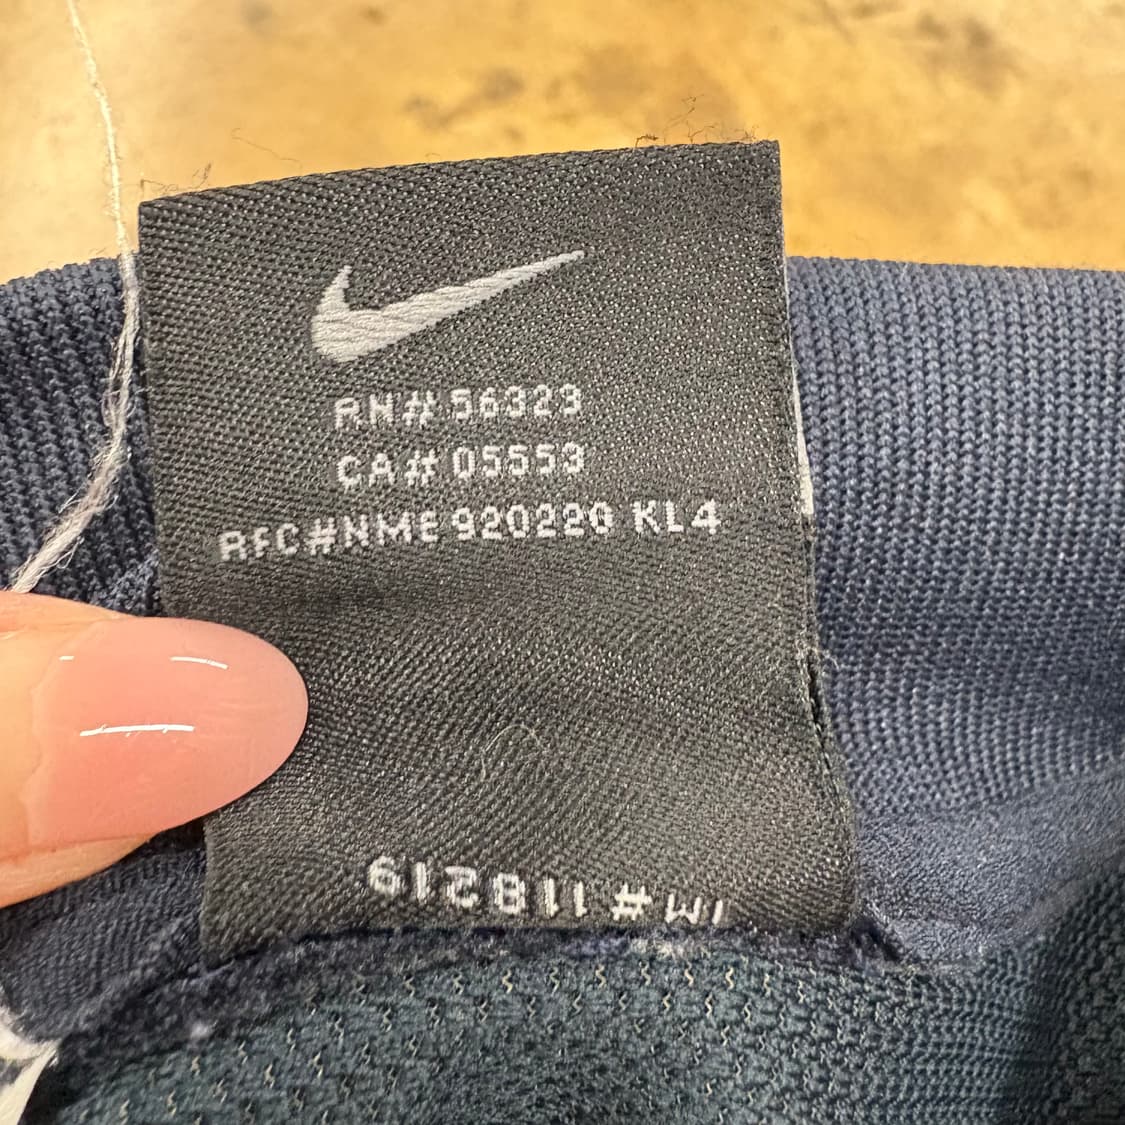 RN# 56323
CA# 05553
RFC#NME 920220 KL4
IM # 118219